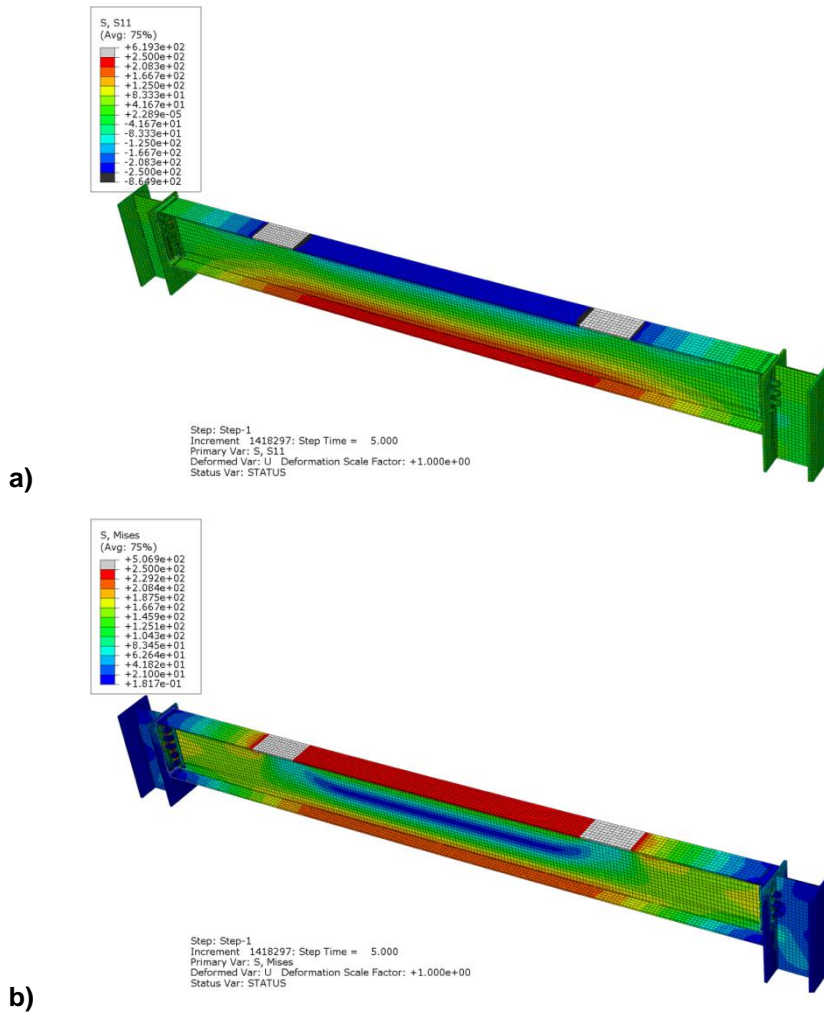 S, S11
(Avg: 75%)
+6.193e+02
+2.500e+02
+2.083e+02
+1.667e+02
+1.250e+02
+8.333e+01
+4.167e+01
+2.289e-05
-4.167e+01
-8.333e+01
-1.250e+02
-1.667e+02
-2.083e+02
-2.500e+02
-8.649e+02
Step: Step-1
Increment 1418297: Step Time = 5.000
Primary Var: S, S11
Deformed Var: U Deformation Scale Factor: +1.000e+00
Status Var: STATUS
a)
S, Mises
(Avg: 75%)
+5.069e+02
+2.500e+02
+2.292e+02
+2.084e+02
+1.875e+02
+1.667e+02
+1.459e+02
+1.251e+02
+1.043e+02
+8.345e+01
+6.264e+01
+4.182e+01
+2.100e+01
+1.817e-01
Step: Step-1
Increment 1418297: Step Time = 5.000
Primary Var: S, Mises
Deformed Var: U Deformation Scale Factor: +1.000e+00
Status Var: STATUS
b)